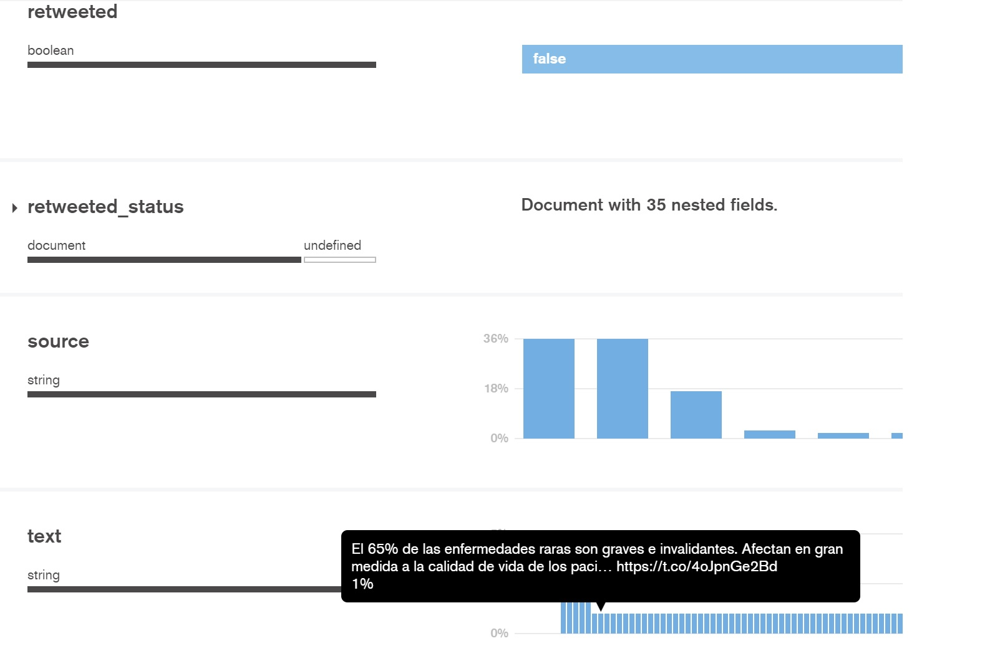 retweeted
boolean
false
retweeted_status
Document with 35 nested fields.
document
undefined
source
36%
string
18%
0%
text
El 65% de las enfermedades raras son graves e invalidantes. Afectan en gran
medida a la calidad de vida de los paci… https://t.co/4oJpnGe2Bd
1%
string
0%